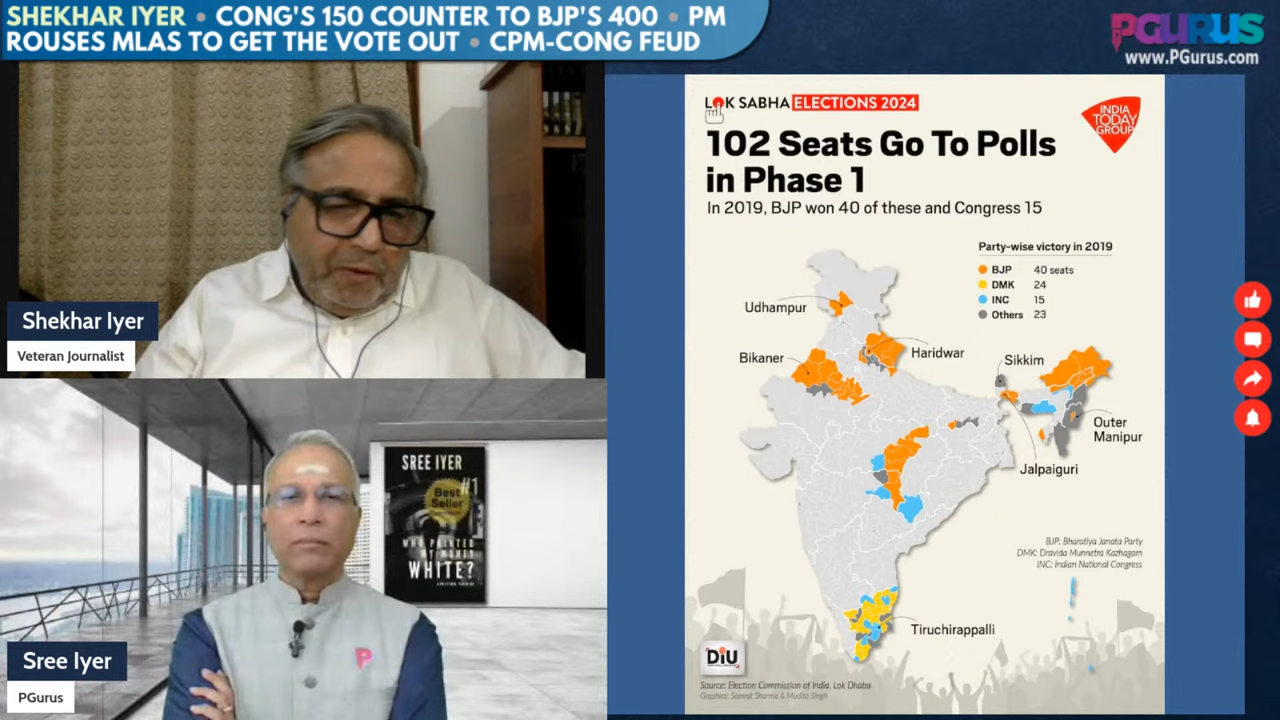 SHEKHAR IYER • CONG'S 150 COUNTER TO BJP'S 400 • PM
ROUSES MLAS TO GET THE VOTE OUT • CPM-CONG FEUD
PGURUS
www.PGurus.com
Shekhar Iyer
Veteran Journalist
SREE IYER
#1
Best
Seller
WHO PAINTED
MY MONEY
WHITE?
Sree Iyer
PGurus
LOK SABHA ELECTIONS 2024
INDIA
TODAY
GROUP
102 Seats Go To Polls
in Phase 1
In 2019, BJP won 40 of these and Congress 15
Party-wise victory in 2019
BJP 40 seats
DMK 24
INC 15
Others 23
Udhampur
Bikaner
Haridwar
Sikkim
Outer
Manipur
Jalpaiguri
Tiruchirappalli
BJP: Bharatiya Janata Party
DMK: Dravida Munnetra Kazhagam
INC: Indian National Congress
DIU
Source: Election Commission of India, Lok Dhaba
Graphics: Somnit Sharma & Mudita Singh